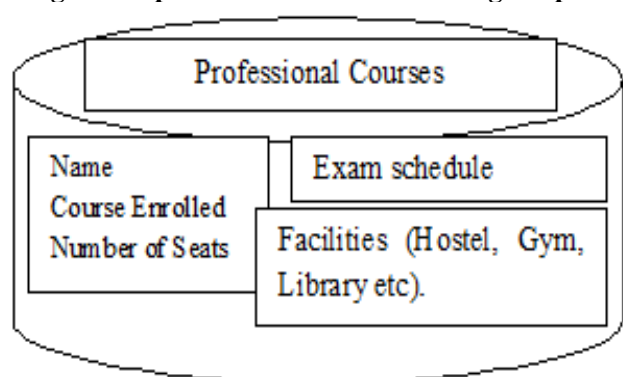 Professional Courses
Name
Course Enrolled
Number of Seats
Exam schedule
Facilities (Hostel, Gym,
Library etc).